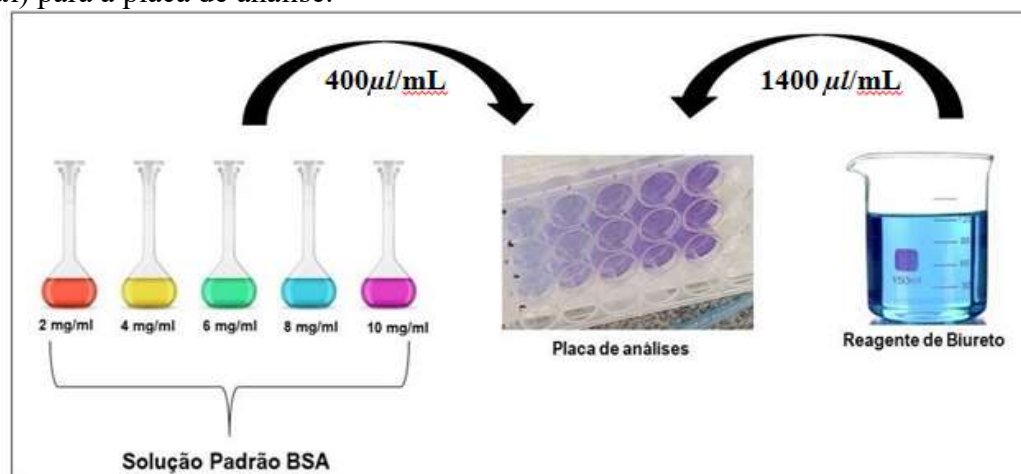 para a placa de análise.
400µl/mL
1400 µl/mL
2 mg/ml
4 mg/ml
6 mg/ml
8 mg/ml
10 mg/ml
Placa de análises
150ml
Reagente de Biureto
Solução Padrão BSA